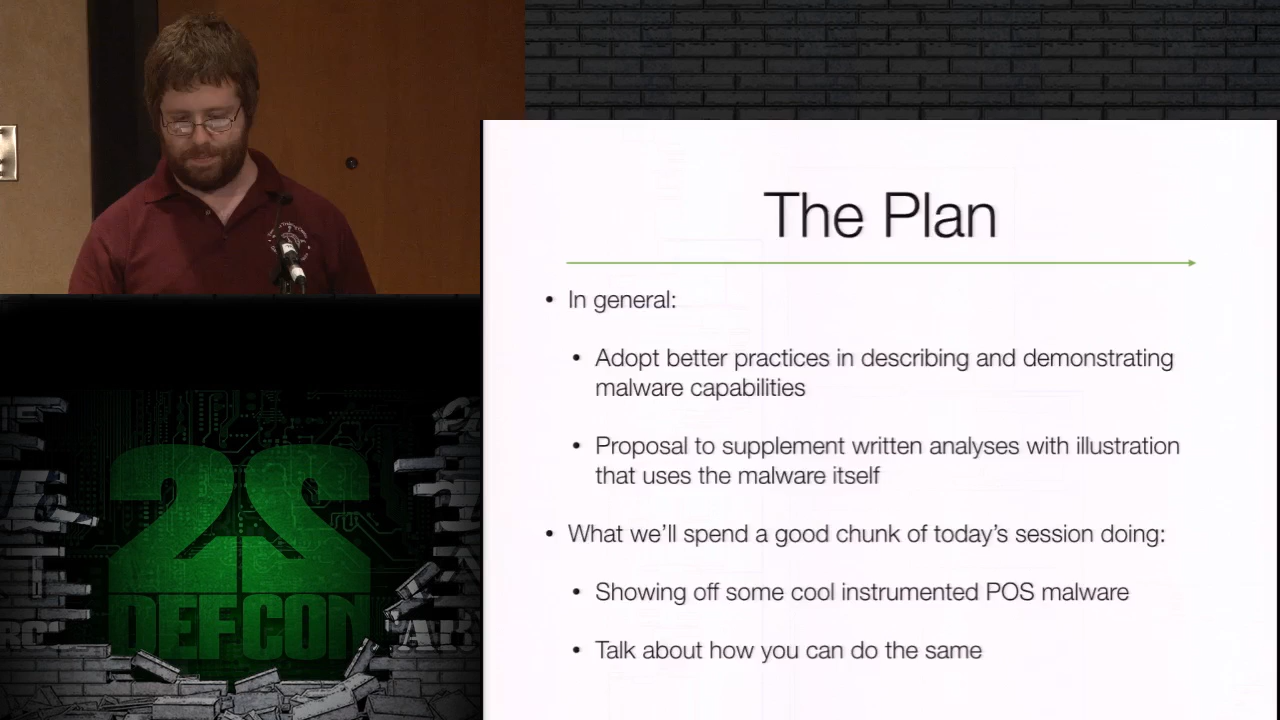 The Plan
• In general:
• Adopt better practices in describing and demonstrating
malware capabilities
• Proposal to supplement written analyses with illustration
that uses the malware itself
• What we'll spend a good chunk of today's session doing:
• Showing off some cool instrumented POS malware
• Talk about how you can do the same
22
DEFCON